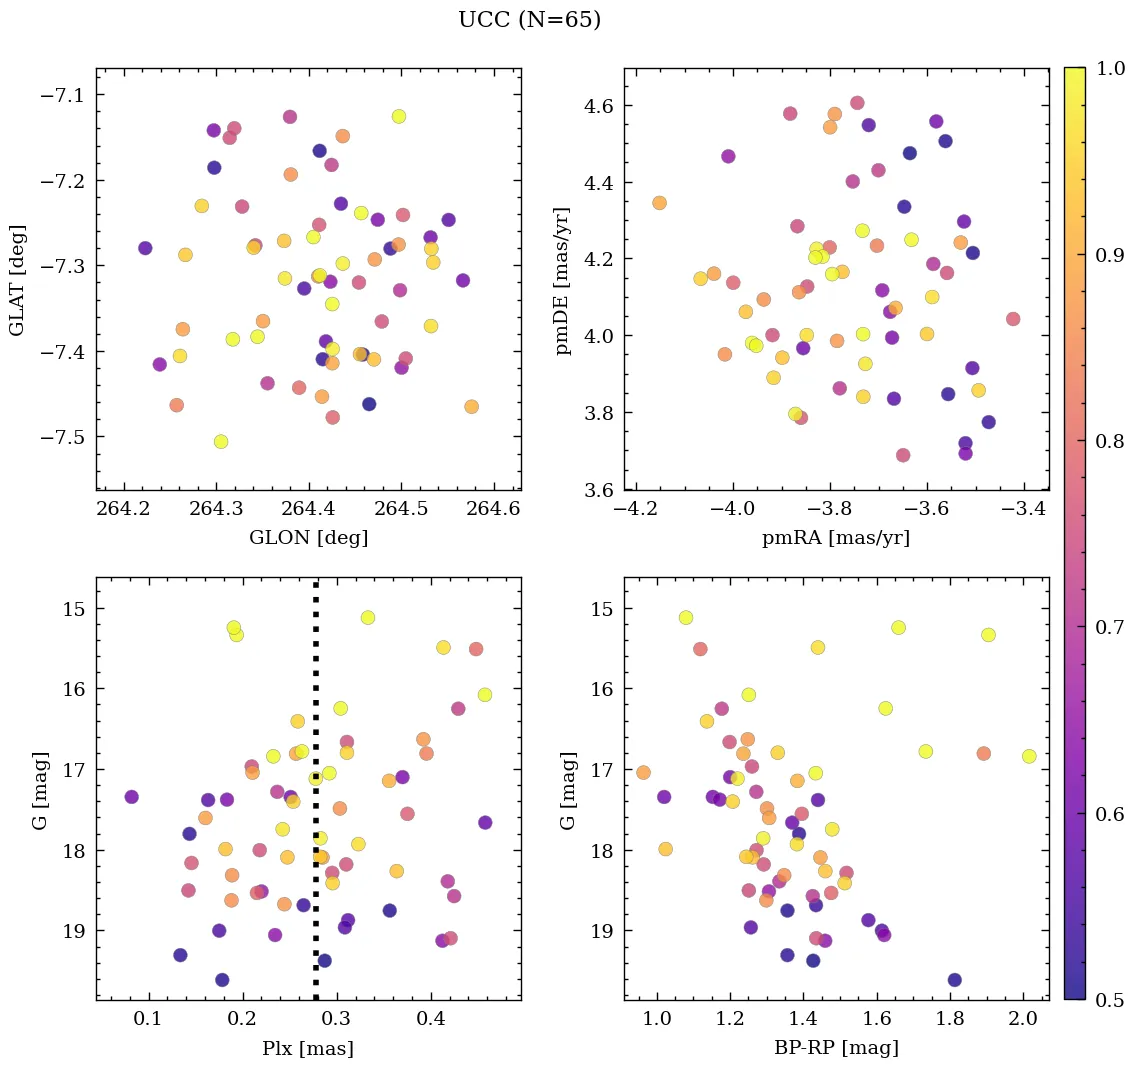 UCC (N=65)
−7.1
−7.2
−7.3
−7.4
−7.5
GLAT [deg]
264.2 264.3 264.4 264.5 264.6
GLON [deg]
4.6
4.4
4.2
4.0
3.8
3.6
pmDE [mas/yr]
−4.2 −4.0 −3.8 −3.6 −3.4
pmRA [mas/yr]
1.0
0.9
0.8
0.7
0.6
0.5
15
16
17
18
19
G [mag]
0.1 0.2 0.3 0.4
Plx [mas]
15
16
17
18
19
G [mag]
1.0 1.2 1.4 1.6 1.8 2.0
BP-RP [mag]